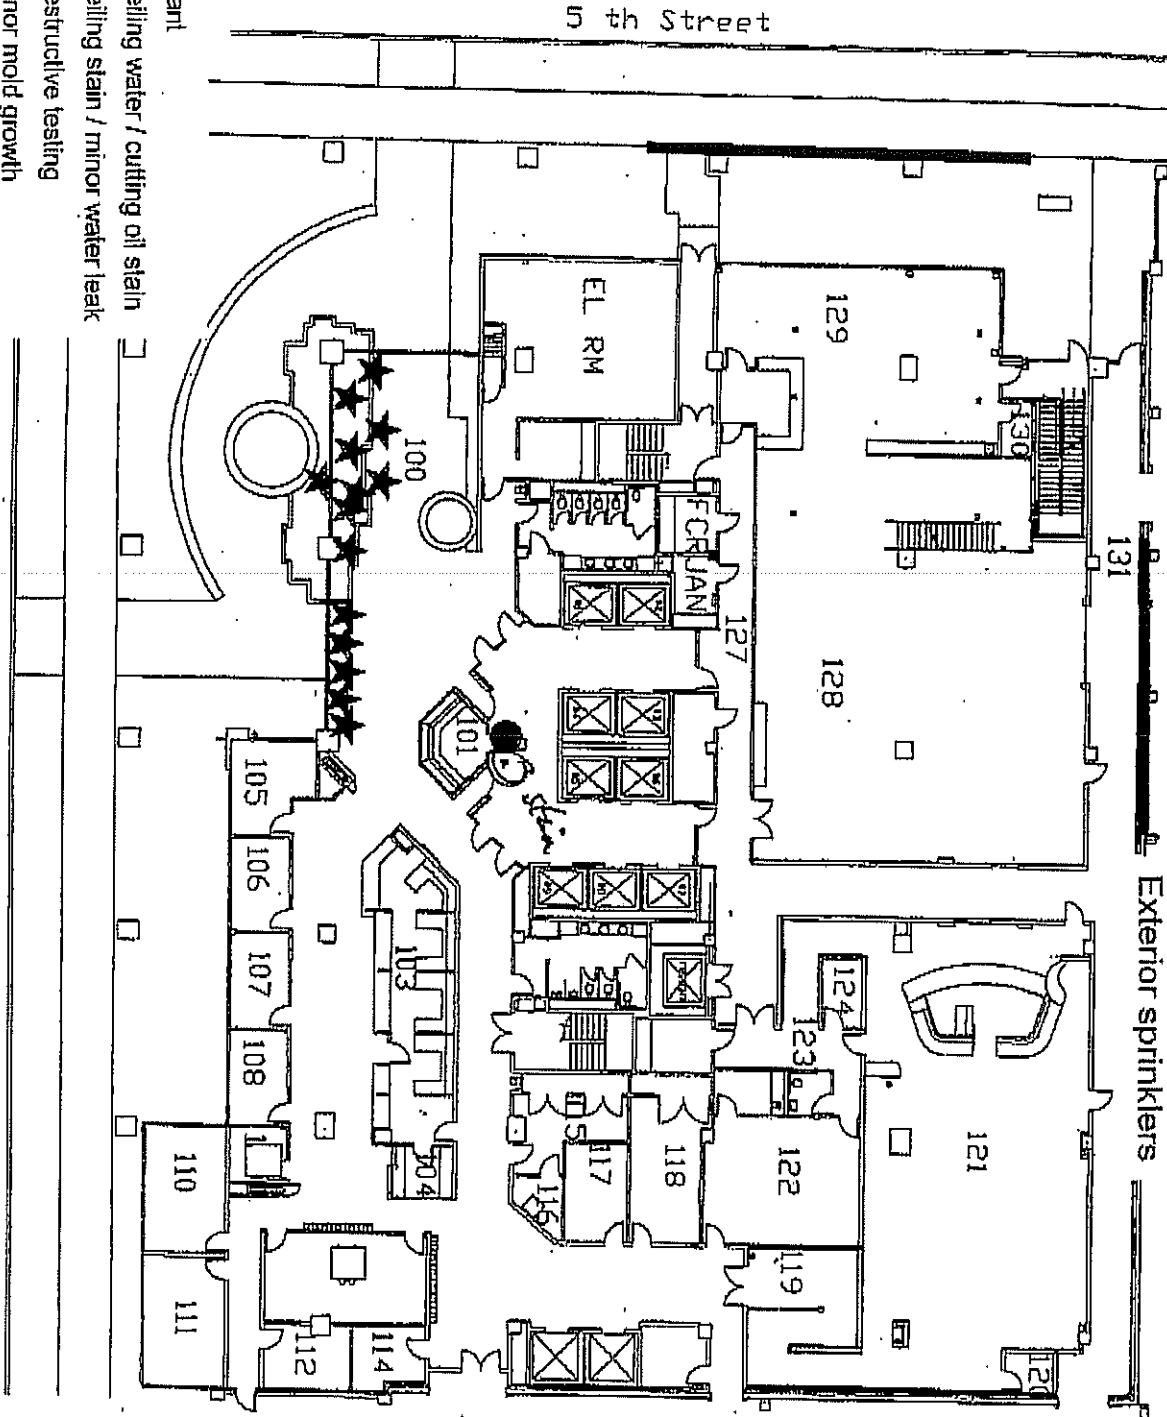 5 th Street
ant
eiling water / cutting oil stain
eiling stain / minor water leak
estructive testing
nor mold growth
Exterior sprinklers
EL RM
129
130
131
100
FCR
JAN
127
128
101
105
106
107
108
103
104
124
123
121
122
110
111
115
117
118
116
119
112
114
120